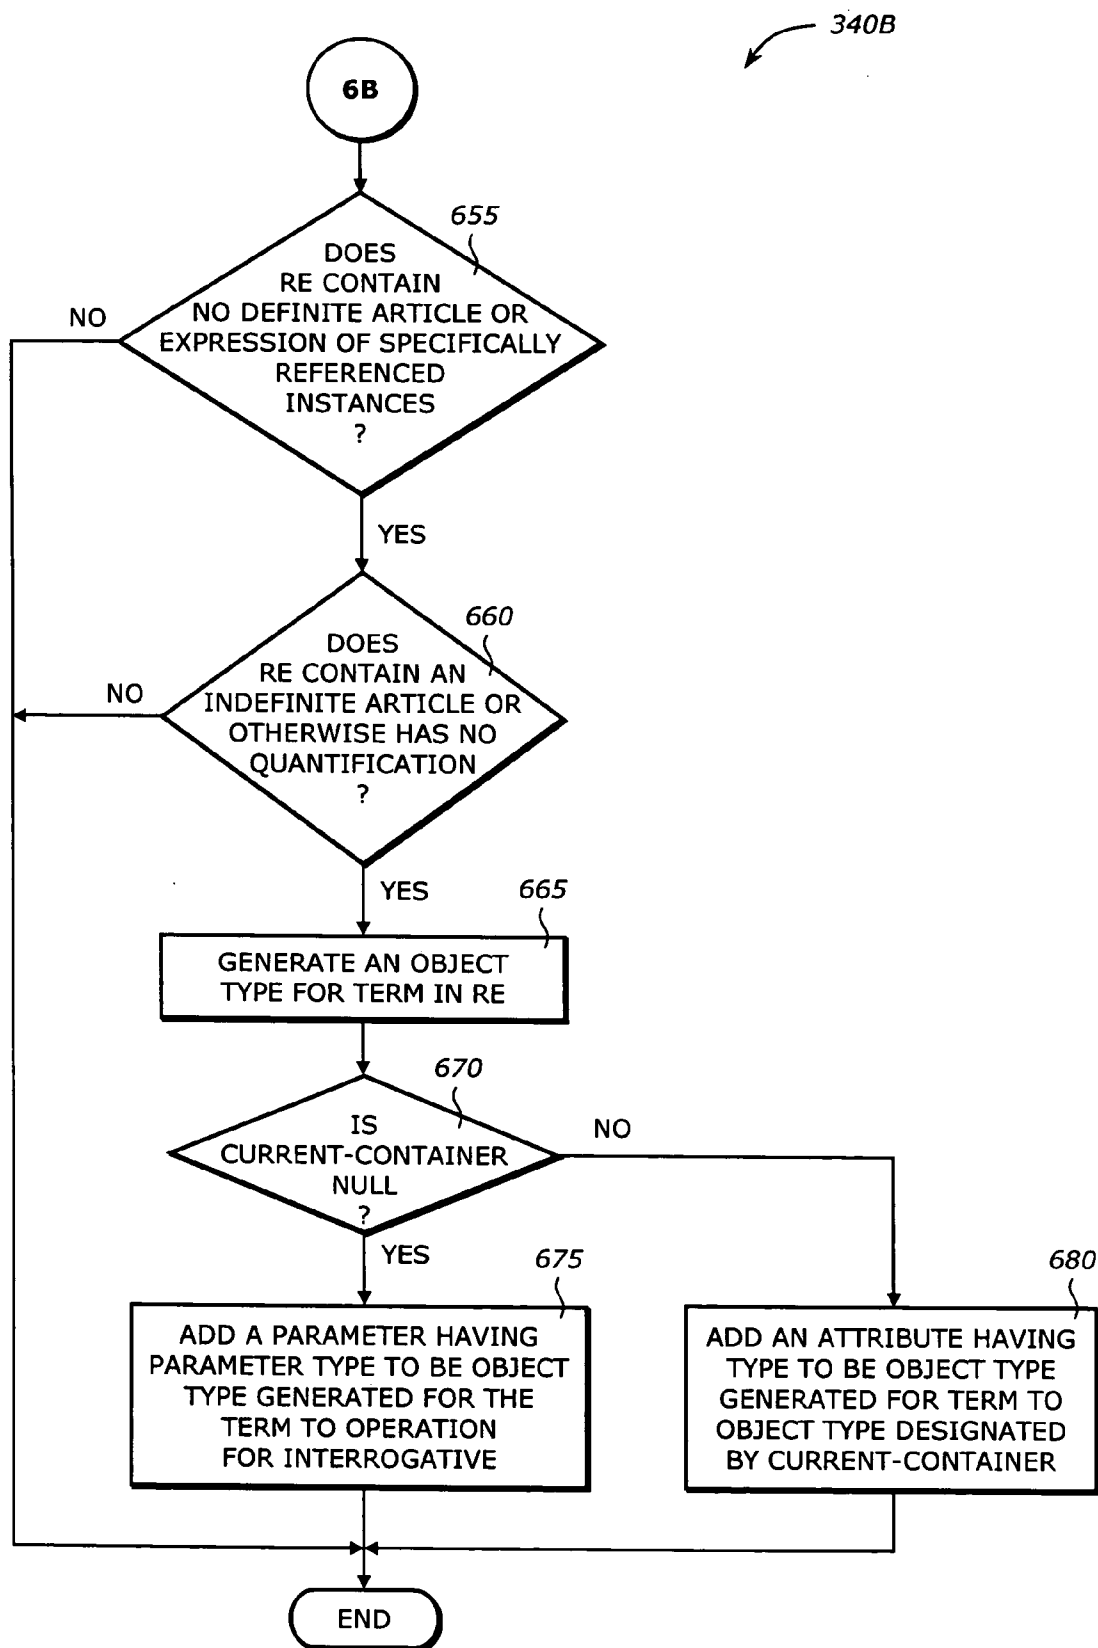 340B
6B
655
DOES
RE CONTAIN
NO DEFINITE ARTICLE OR
EXPRESSION OF SPECIFICALLY
REFERENCED
INSTANCES
?
NO
YES
660
DOES
RE CONTAIN AN
INDEFINITE ARTICLE OR
OTHERWISE HAS NO
QUANTIFICATION
?
NO
YES
665
GENERATE AN OBJECT
TYPE FOR TERM IN RE
670
IS
CURRENT-CONTAINER
NULL
?
NO
YES
675
ADD A PARAMETER HAVING
PARAMETER TYPE TO BE OBJECT
TYPE GENERATED FOR THE
TERM TO OPERATION
FOR INTERROGATIVE
680
ADD AN ATTRIBUTE HAVING
TYPE TO BE OBJECT TYPE
GENERATED FOR TERM TO
OBJECT TYPE DESIGNATED
BY CURRENT-CONTAINER
END